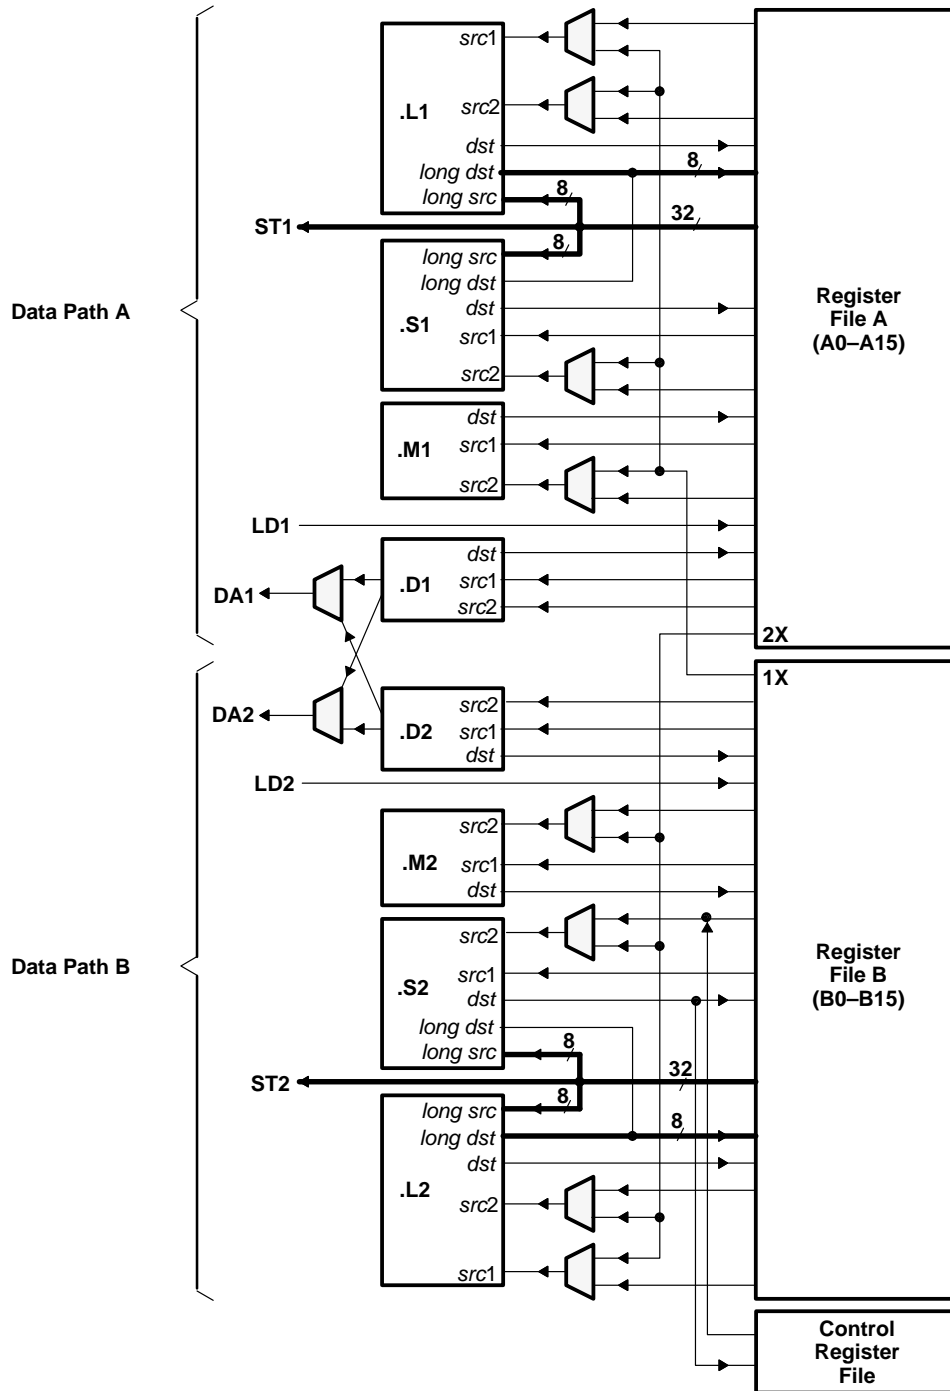 src1
.L1
src2
dst
long dst
8
long src
8
ST1
32
8
long src
long dst
Data Path A
dst
.S1
src1
src2
Register
File A
(A0–A15)
dst
.M1
src1
src2
LD1
dst
.D1
src1
src2
DA1
2X
1X
DA2
src2
.D2
src1
dst
LD2
src2
.M2
src1
dst
src2
Data Path B
.S2
src1
dst
long dst
long src
8
Register
File B
(B0–B15)
ST2
32
8
long src
long dst
8
dst
.L2
src2
src1
Control
Register
File